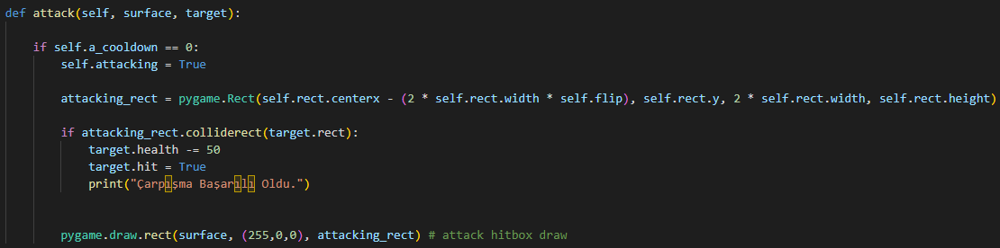 def attack(self, surface, target):
if self.a_cooldown == 0:
self.attacking = True
attacking_rect = pygame.Rect(self.rect.centerx - (2 * self.rect.width * self.flip), self.rect.y, 2 * self.rect.width, self.rect.height)
if attacking_rect.colliderect(target.rect):
target.health -= 50
target.hit = True
print("Çarpışma Başarılı Oldu.")
pygame.draw.rect(surface, (255,0,0), attacking_rect) # attack hitbox draw